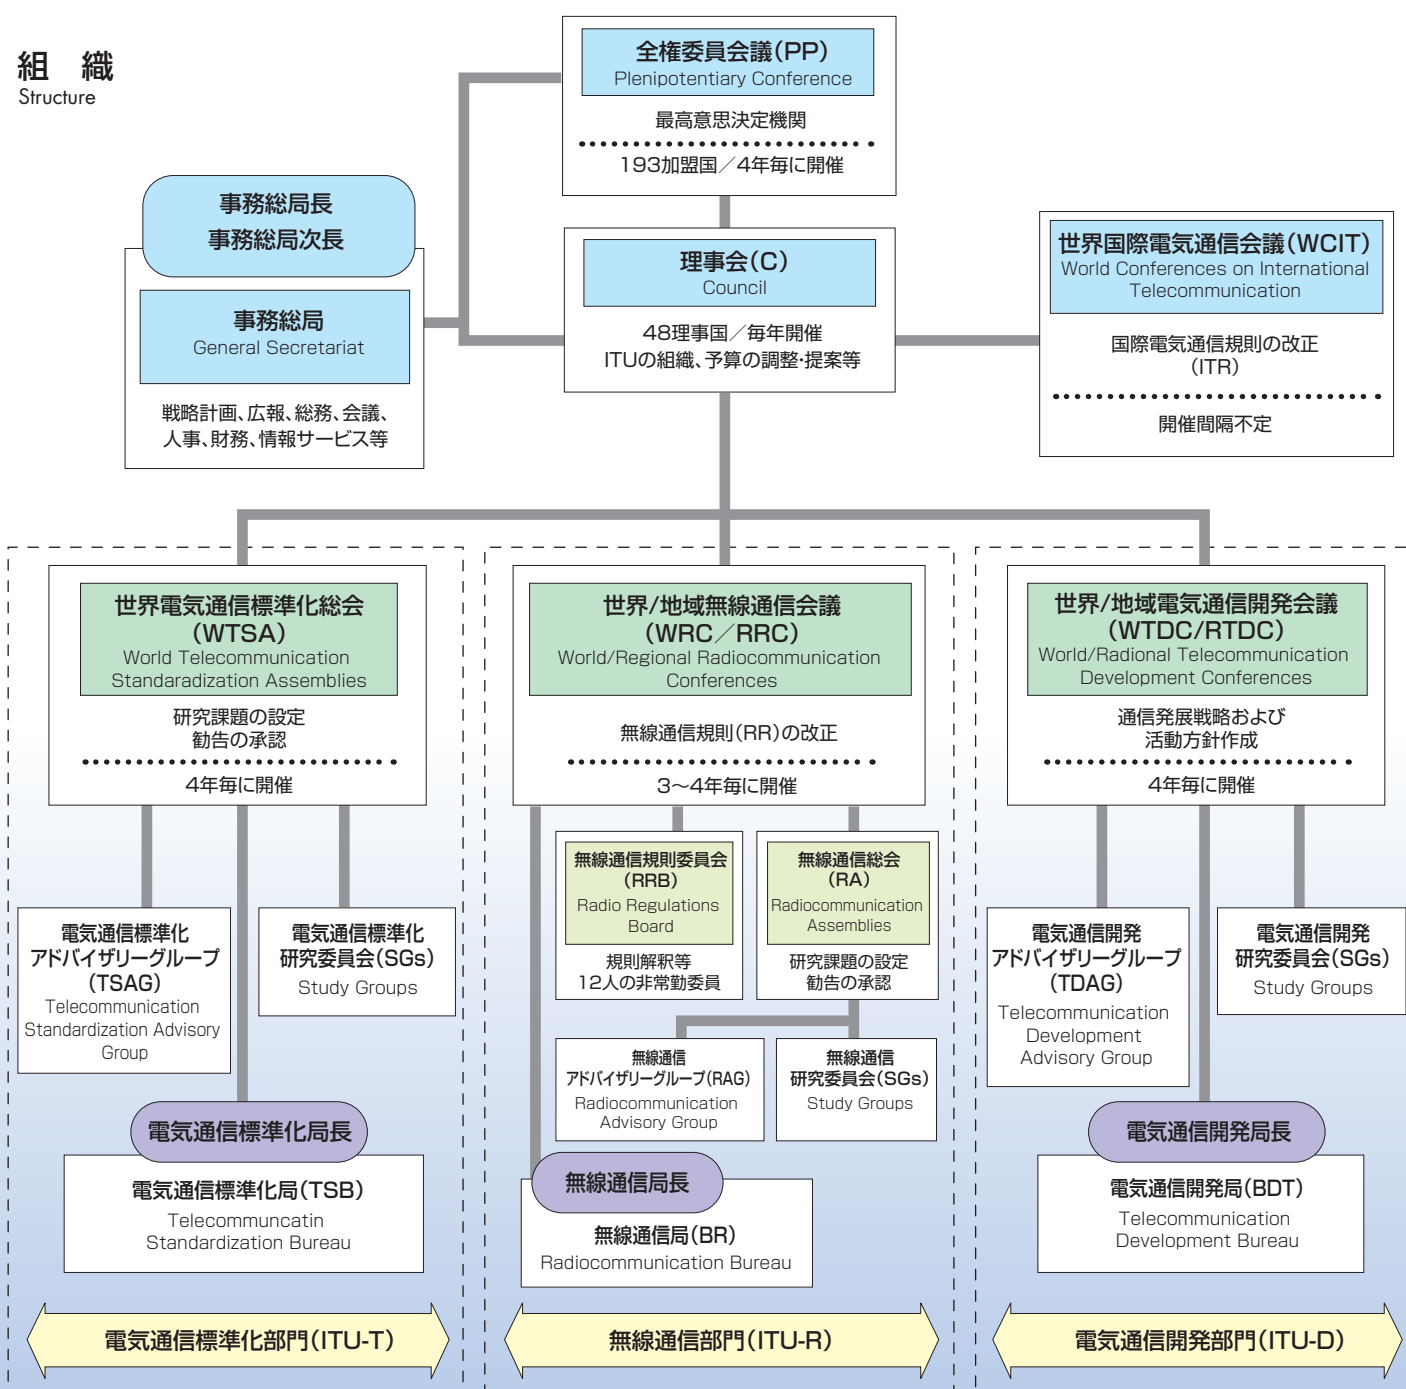 組 織
Structure
全権委員会議(PP)
Plenipotentiary Conference
最高意思決定機関
193加盟国／4年毎に開催
事務総局長
事務総局次長
事務総局
General Secretariat
戦略計画、広報、総務、会議、
人事、財務、情報サービス等
理事会(C)
Council
48理事国／毎年開催
ITUの組織、予算の調整・提案等
世界国際電気通信会議(WCIT)
World Conferences on International
Telecommunication
国際電気通信規則の改正
(ITR)
開催間隔不定
世界電気通信標準化総会
(WTSA)
World Telecommunication
Standaradization Assemblies
研究課題の設定
勧告の承認
4年毎に開催
電気通信標準化
アドバイザリーグループ
(TSAG)
Telecommunication
Standardization Advisory
Group
電気通信標準化
研究委員会(SGs)
Study Groups
電気通信標準化局長
電気通信標準化局(TSB)
Telecommuncatin
Standardization Bureau
電気通信標準化部門(ITU-T)
世界/地域無線通信会議
(WRC／RRC)
World/Regional Radiocommunication
Conferences
無線通信規則(RR)の改正
3〜4年毎に開催
無線通信規則委員会
(RRB)
Radio Regulations
Board
規則解釈等
12人の非常勤委員
無線通信総会
(RA)
Radiocommunication
Assemblies
研究課題の設定
勧告の承認
無線通信
アドバイザリーグループ(RAG)
Radiocommunication
Advisory Group
無線通信
研究委員会(SGs)
Study Groups
無線通信局長
無線通信局(BR)
Radiocommunication Bureau
無線通信部門(ITU-R)
世界/地域電気通信開発会議
(WTDC/RTDC)
World/Radional Telecommunication
Development Conferences
通信発展戦略および
活動方針作成
4年毎に開催
電気通信開発
アドバイザリーグループ
(TDAG)
Telecommunication
Development
Advisory Group
電気通信開発
研究委員会(SGs)
Study Groups
電気通信開発局長
電気通信開発局(BDT)
Telecommunication
Development Bureau
電気通信開発部門(ITU-D)